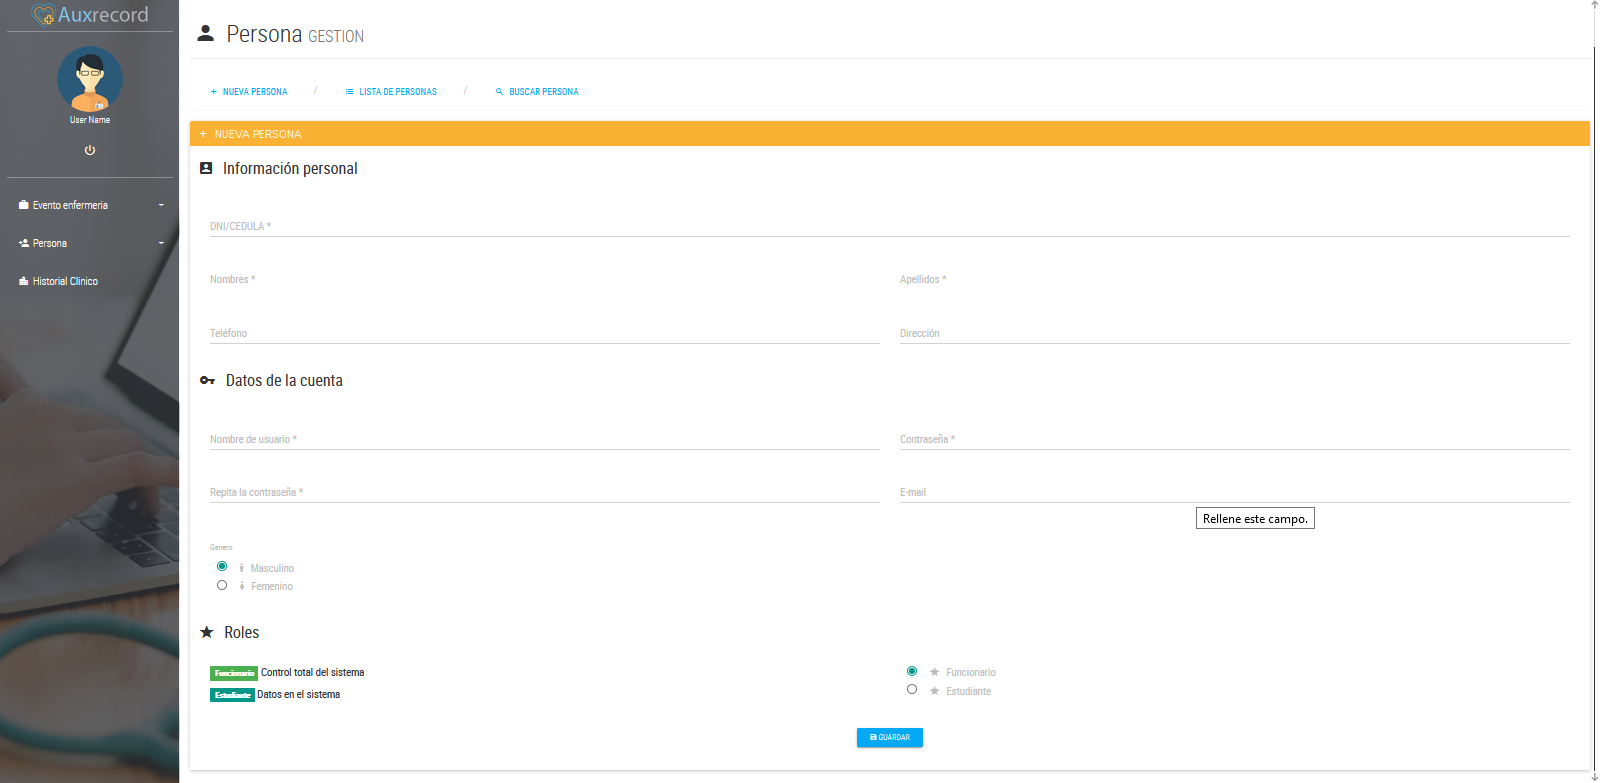 Auxrecord
User Name
Evento enfermeria
Persona
Historial Clinico
Persona GESTION
+ NUEVA PERSONA / LISTA DE PERSONAS / BUSCAR PERSONA
+ NUEVA PERSONA
Información personal
DNI/CEDULA *
Nombres * Apellidos *
Teléfono Dirección
Datos de la cuenta
Nombre de usuario * Contraseña *
Repita la contraseña * E-mail
Rellene este campo.
Genero
Masculino
Femenino
Roles
Funcionario Control total del sistema
Estudiante Datos en el sistema
Funcionario
Estudiante
GUARDAR